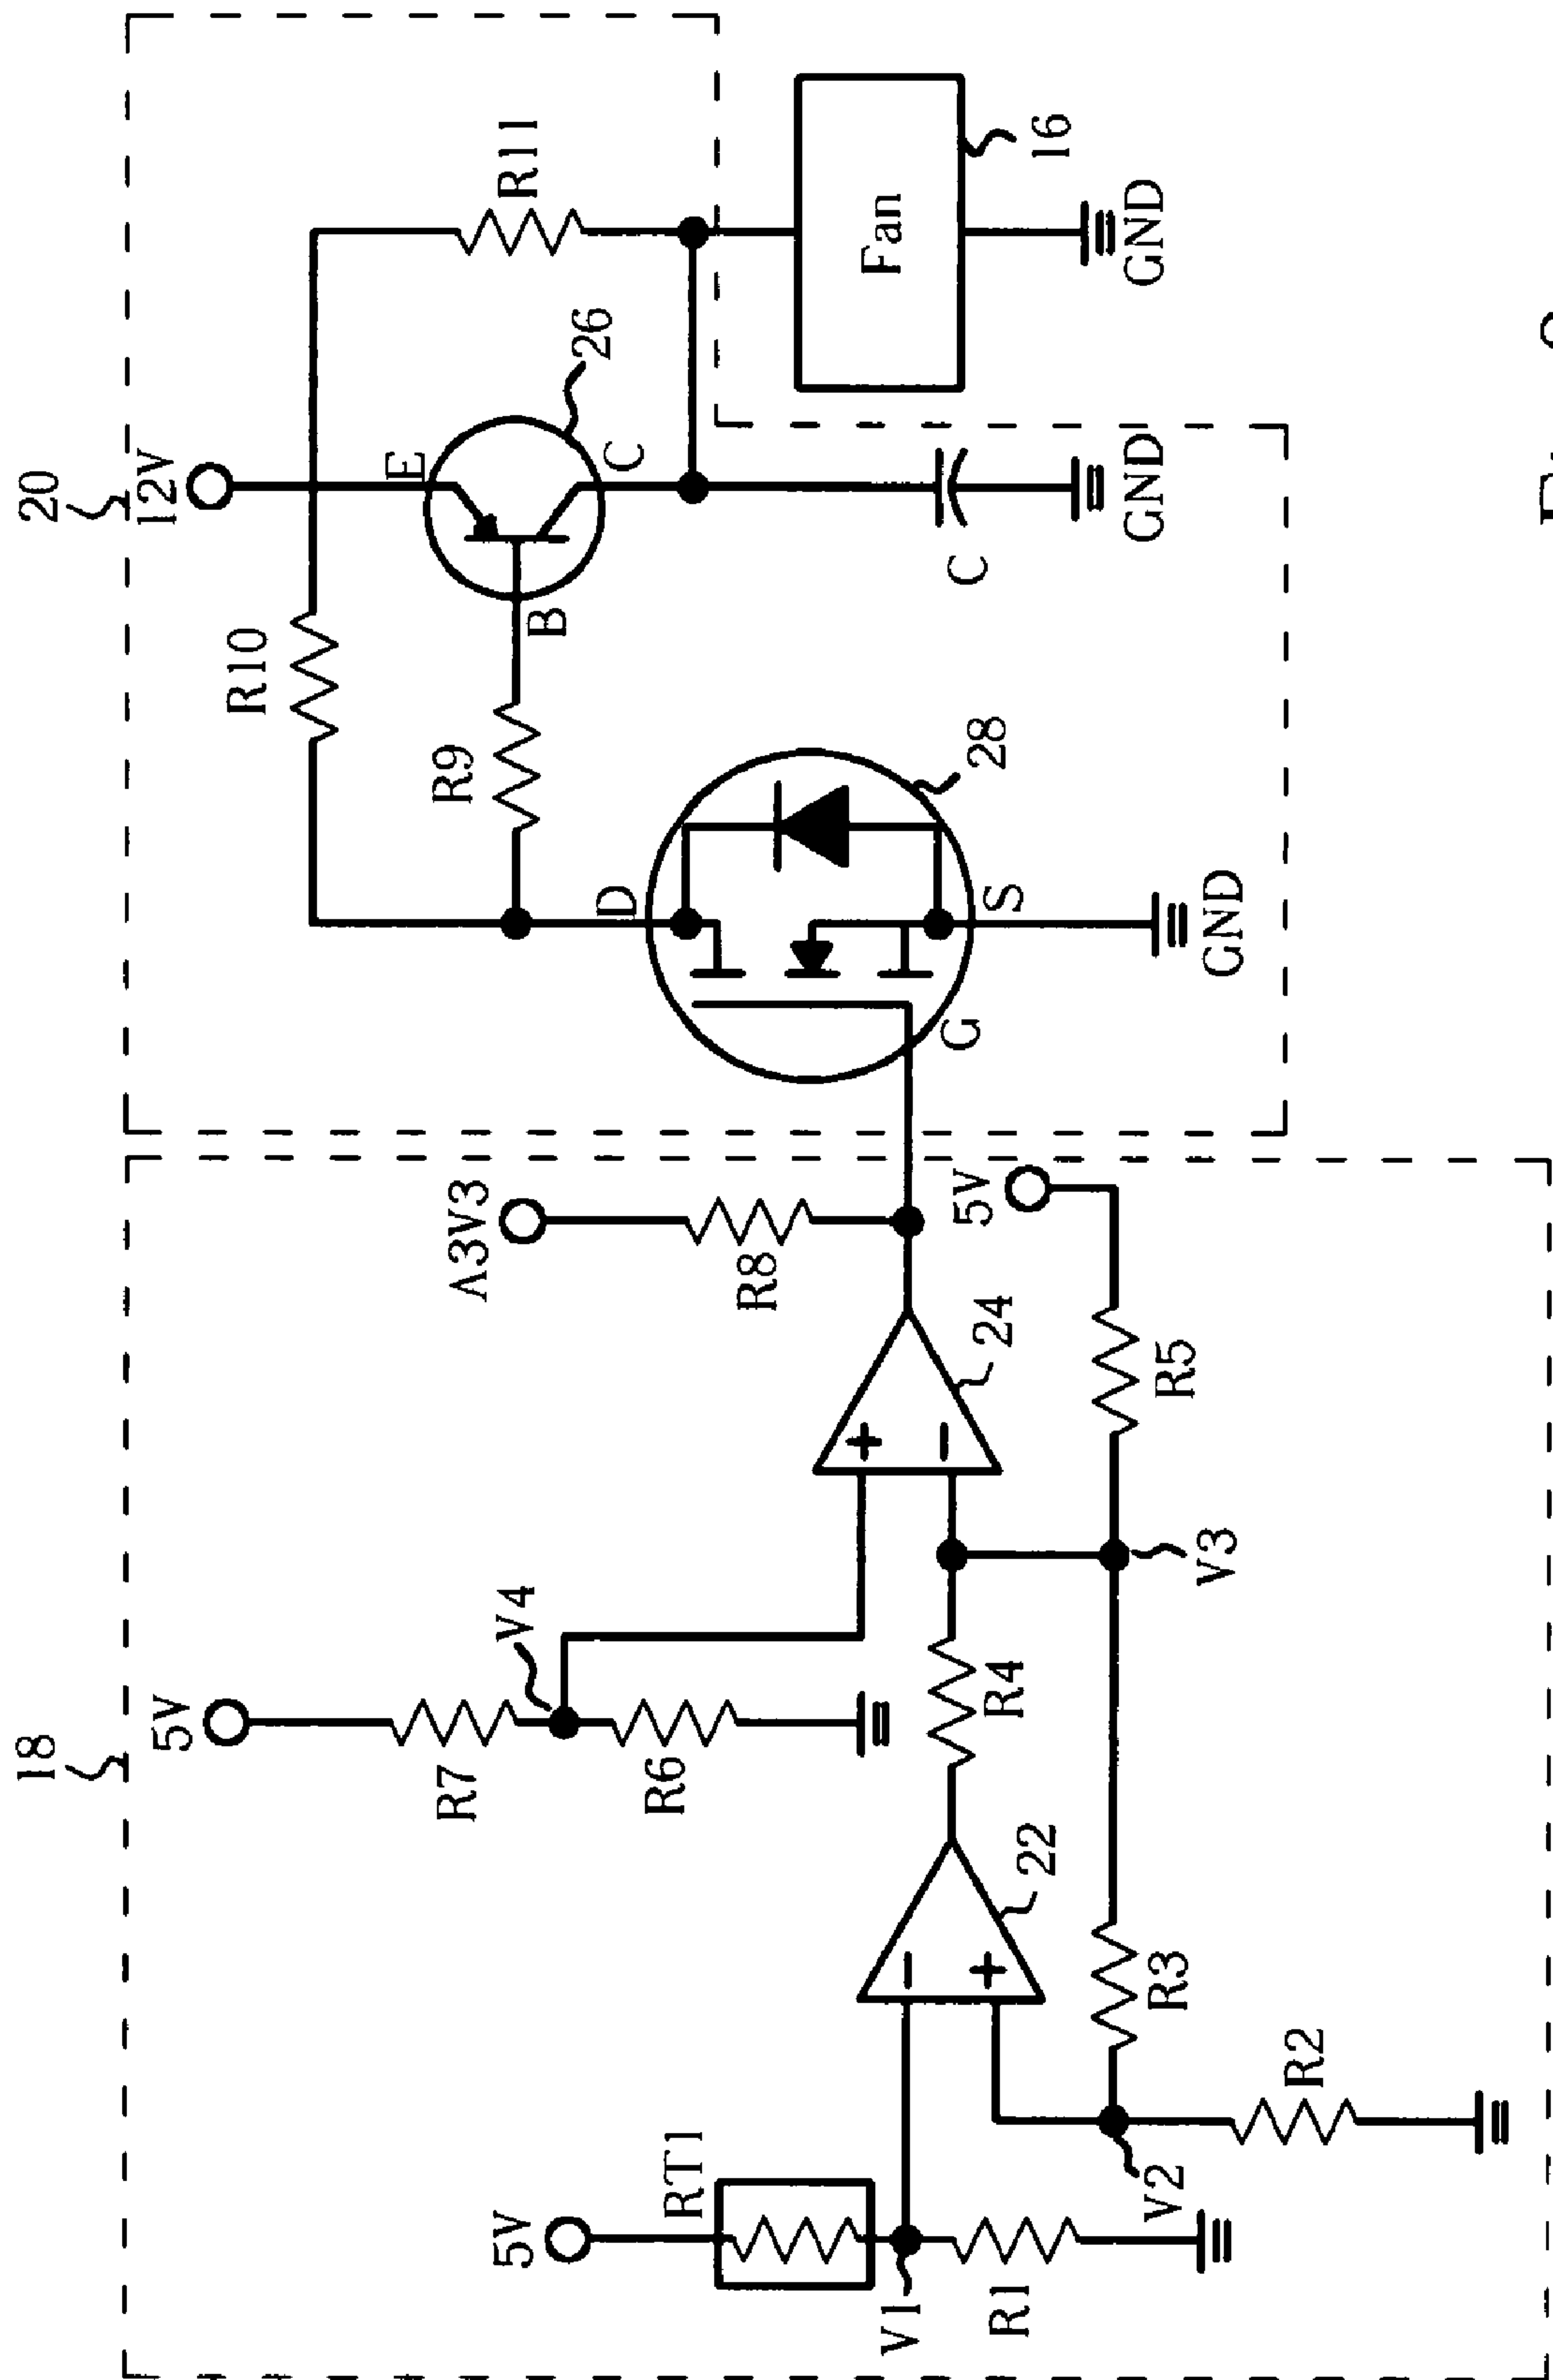 18
20
5V
12V
R10
E
R7
A3V3
R9
5V
V4
R11
B
26
D
C
RT1
R6
R8
+
Fan
V1
−
−
24
G
28
C
5V
S
+
R1
R4
22
16
GND
GND
V2
R3
R5
V3
GND
R2